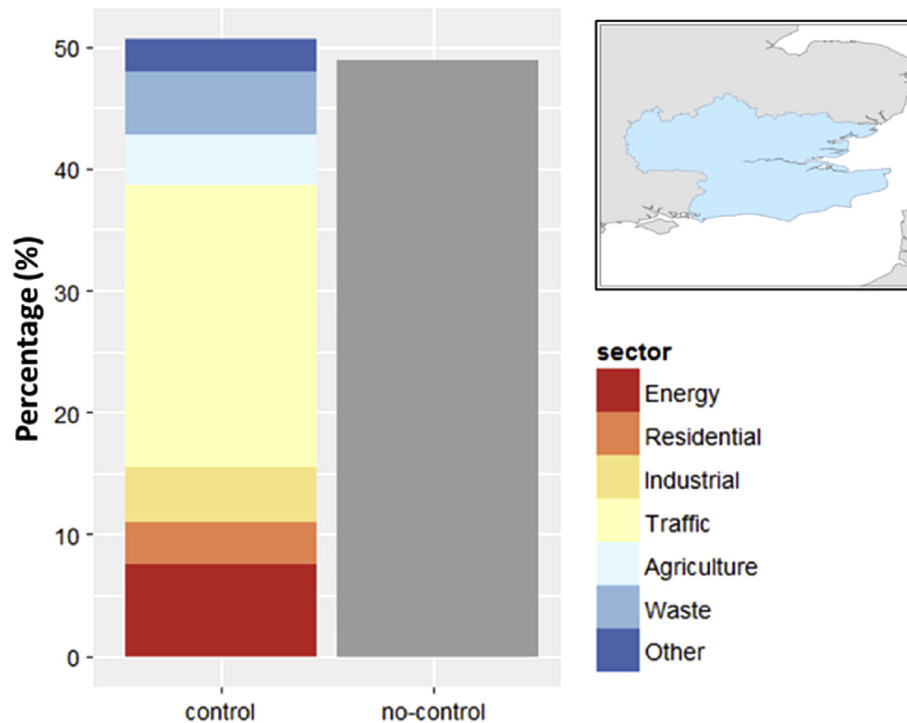 Percentage (%)
50
40
30
20
10
0
control
no-control
sector
Energy
Residential
Industrial
Traffic
Agriculture
Waste
Other